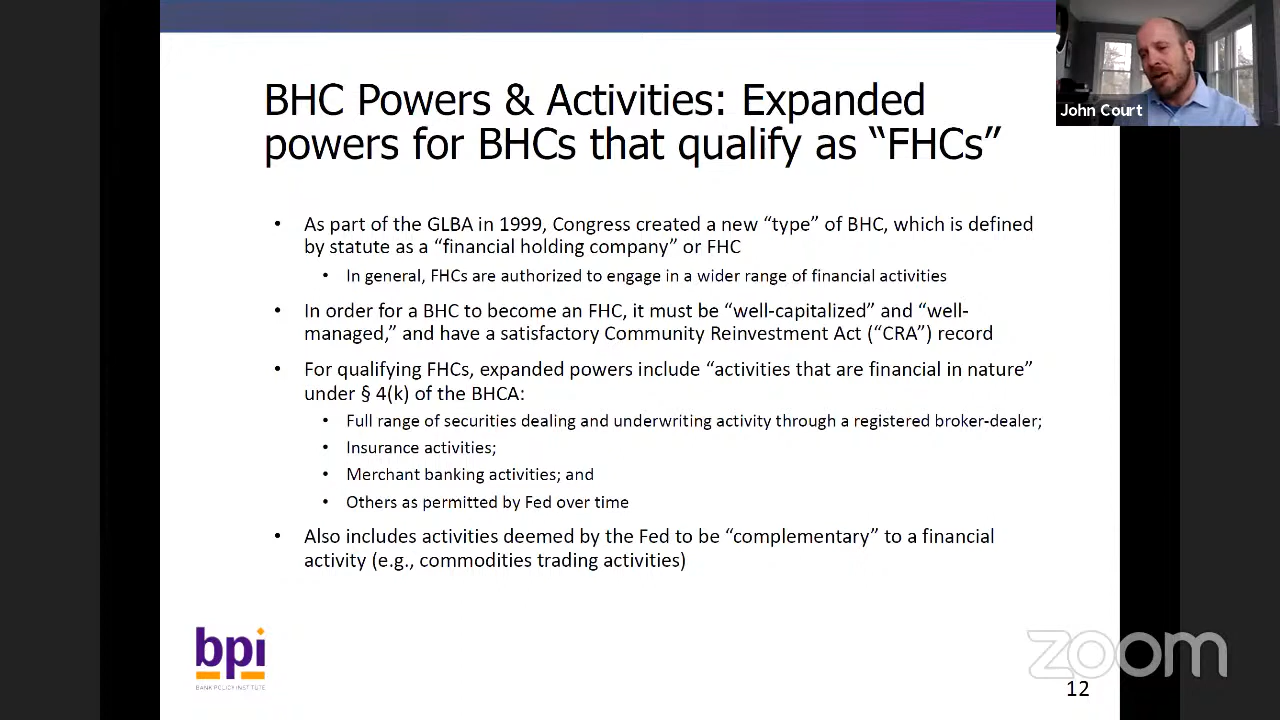 BHC Powers & Activities: Expanded
powers for BHCs that qualify as “FHCs”
John Court
• As part of the GLBA in 1999, Congress created a new “type” of BHC, which is defined
by statute as a “financial holding company” or FHC
• In general, FHCs are authorized to engage in a wider range of financial activities
• In order for a BHC to become an FHC, it must be “well-capitalized” and “well-
managed,” and have a satisfactory Community Reinvestment Act (“CRA”) record
• For qualifying FHCs, expanded powers include “activities that are financial in nature”
under § 4(k) of the BHCA:
• Full range of securities dealing and underwriting activity through a registered broker-dealer;
• Insurance activities;
• Merchant banking activities; and
• Others as permitted by Fed over time
• Also includes activities deemed by the Fed to be “complementary” to a financial
activity (e.g., commodities trading activities)
bpi
BANK POLICY INSTITUTE
zoom
12